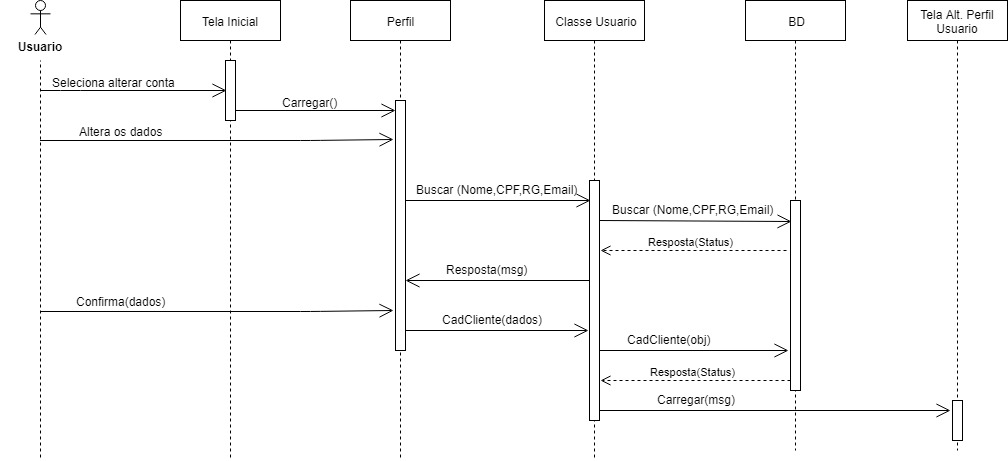 Usuario
Tela Inicial
Perfil
Classe Usuario
BD
Tela Alt. Perfil
Usuario
Seleciona alterar conta
Carregar()
Altera os dados
Buscar (Nome,CPF,RG,Email)
Buscar (Nome,CPF,RG,Email)
Resposta(Status)
Resposta(msg)
Confirma(dados)
CadCliente(dados)
CadCliente(obj)
Resposta(Status)
Carregar(msg)